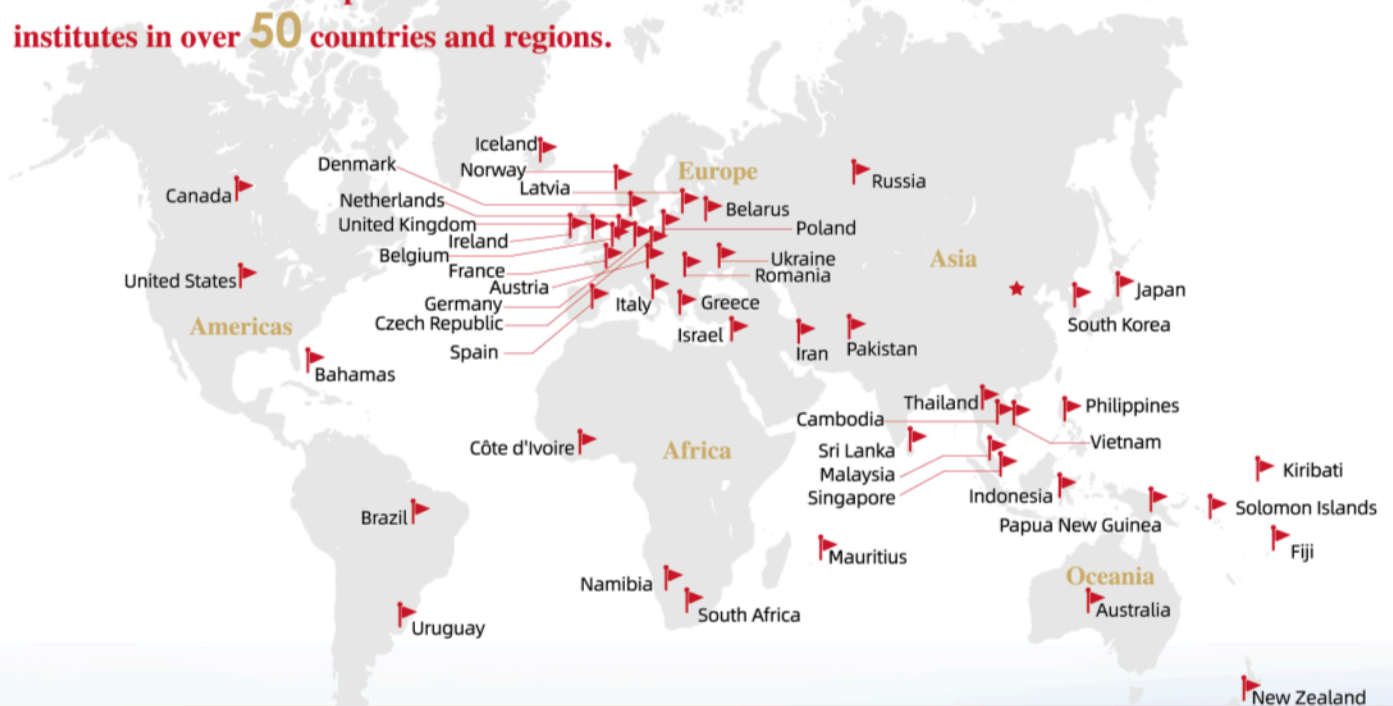 institutes in over 50 countries and regions.
Iceland
Denmark
Norway
Europe
Latvia
Russia
Canada
Netherlands
Belarus
United Kingdom
Poland
Ireland
Belgium
Ukraine
Asia
France
Romania
United States
Austria
Japan
Germany
Italy
Greece
Americas
Czech Republic
South Korea
Israel
Spain
Iran
Pakistan
Bahamas
Thailand
Philippines
Cambodia
Vietnam
Côte d'Ivoire
Africa
Sri Lanka
Malaysia
Kiribati
Singapore
Indonesia
Solomon Islands
Brazil
Papua New Guinea
Fiji
Mauritius
Oceania
Namibia
South Africa
Australia
Uruguay
New Zealand